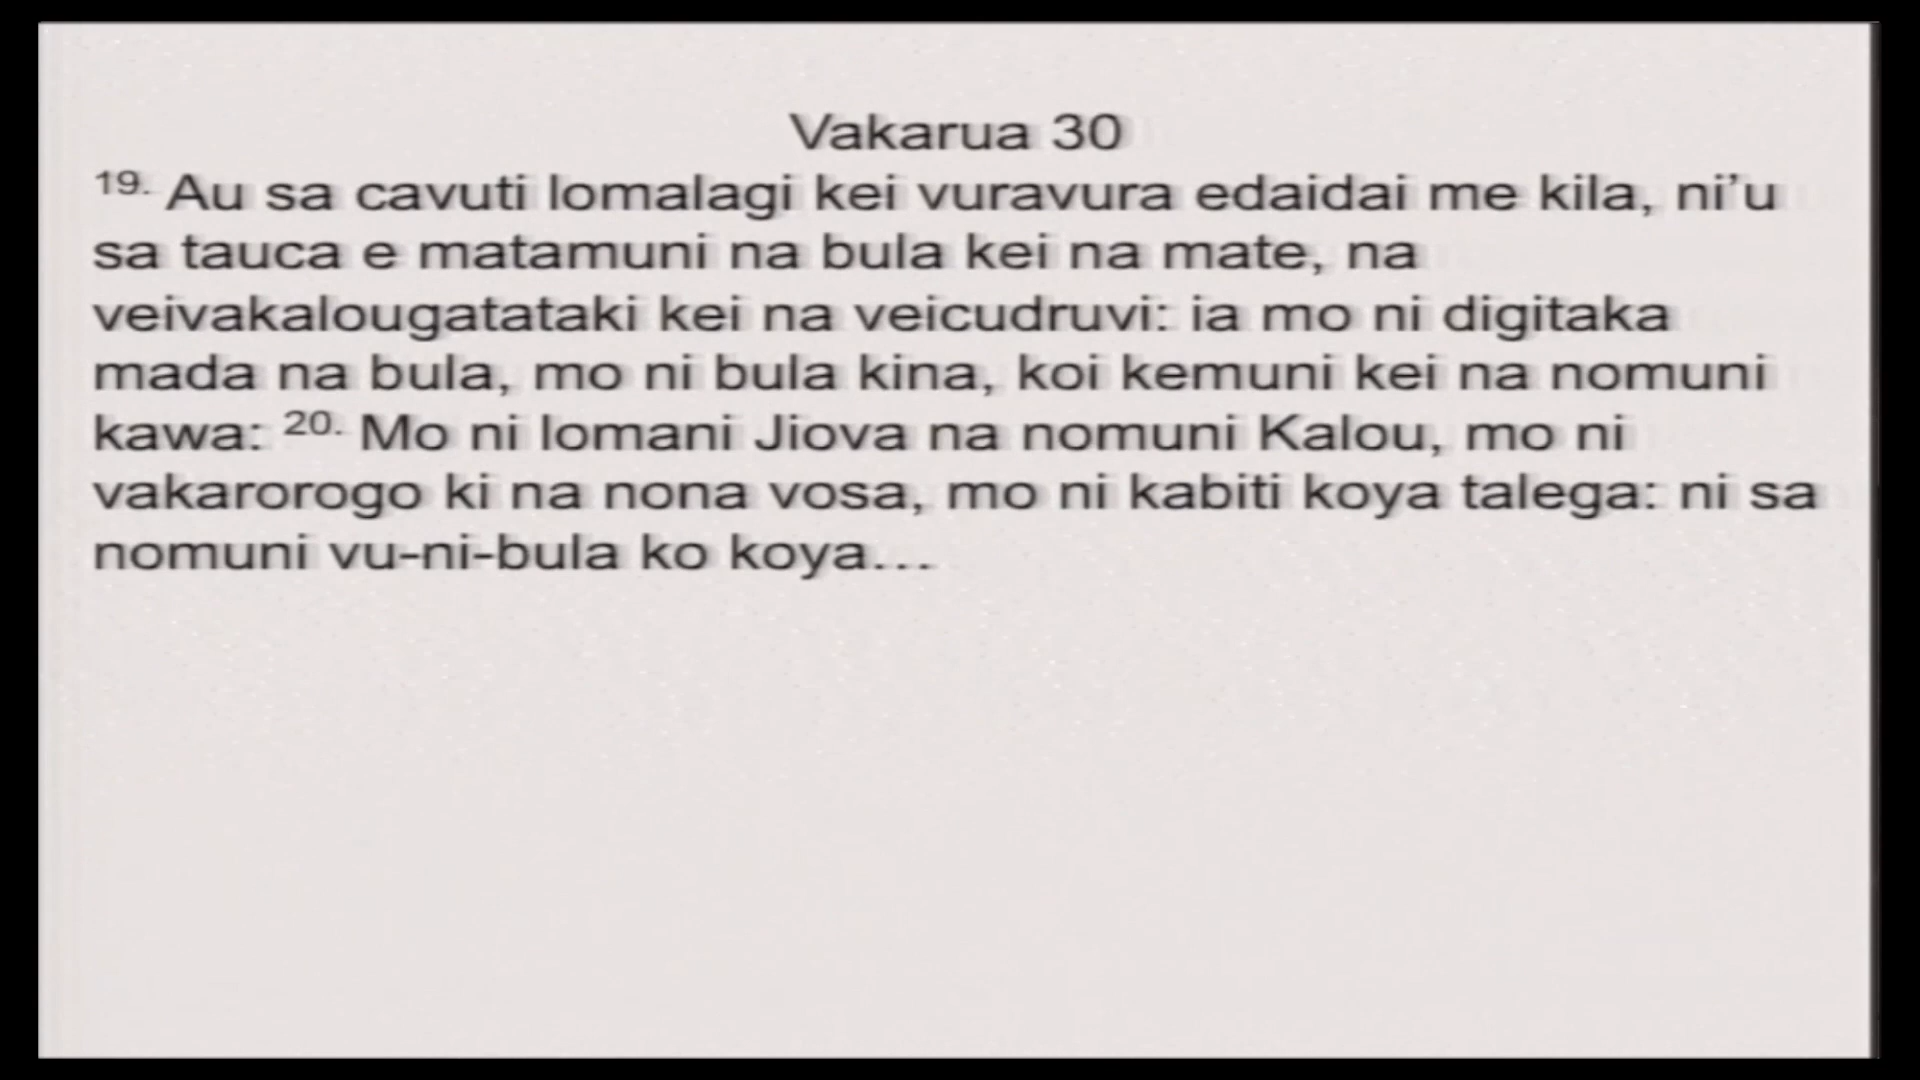 Vakarua 30
19. Au sa cavuti lomalagi kei vuravura edaidai me kila, ni’u
sa tauca e matamuni na bula kei na mate, na
veivakalougatataki kei na veicudruvi: ia mo ni digitaka
mada na bula, mo ni bula kina, koi kemuni kei na nomuni
kawa: 20. Mo ni lomani Jiova na nomuni Kalou, mo ni
vakarorogo ki na nona vosa, mo ni kabiti koya talega: ni sa
nomuni vu-ni-bula ko koya…